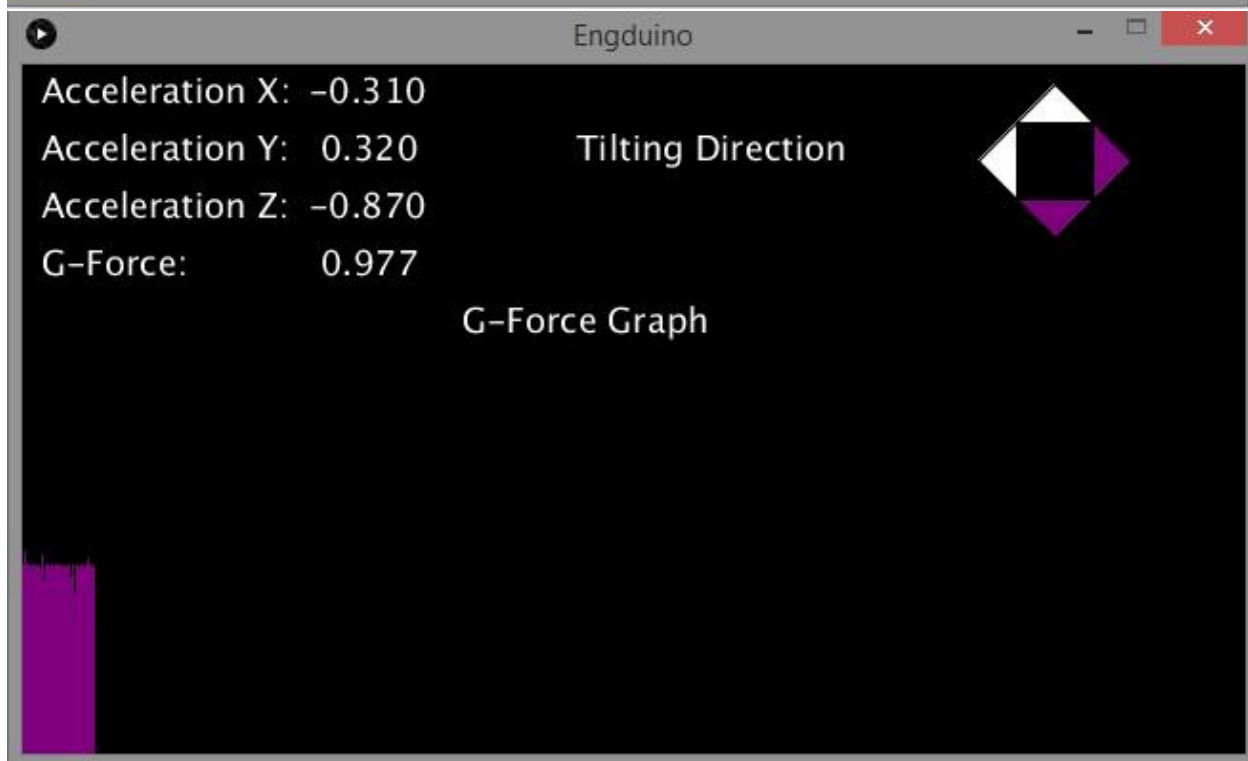 Engduino
Acceleration X: -0.310
Acceleration Y: 0.320
Tilting Direction
Acceleration Z: -0.870
G-Force: 0.977
G-Force Graph